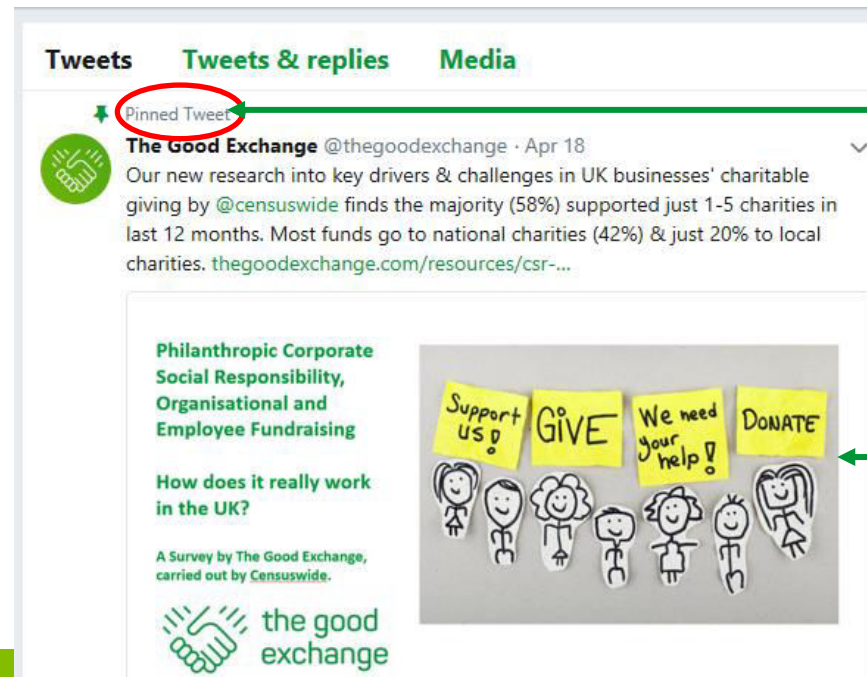 Tweets Tweets & replies Media
Pinned Tweet
The Good Exchange @thegoodexchange · Apr 18
Our new research into key drivers & challenges in UK businesses' charitable
giving by @censuswide finds the majority (58%) supported just 1-5 charities in
last 12 months. Most funds go to national charities (42%) & just 20% to local
charities. thegoodexchange.com/resources/csr-...
Philanthropic Corporate
Social Responsibility,
Organisational and
Employee Fundraising
How does it really work
in the UK?
A Survey by The Good Exchange,
carried out by Censuswide.
the good
exchange
Support
us!
GIVE
We need
your
help!
DONATE